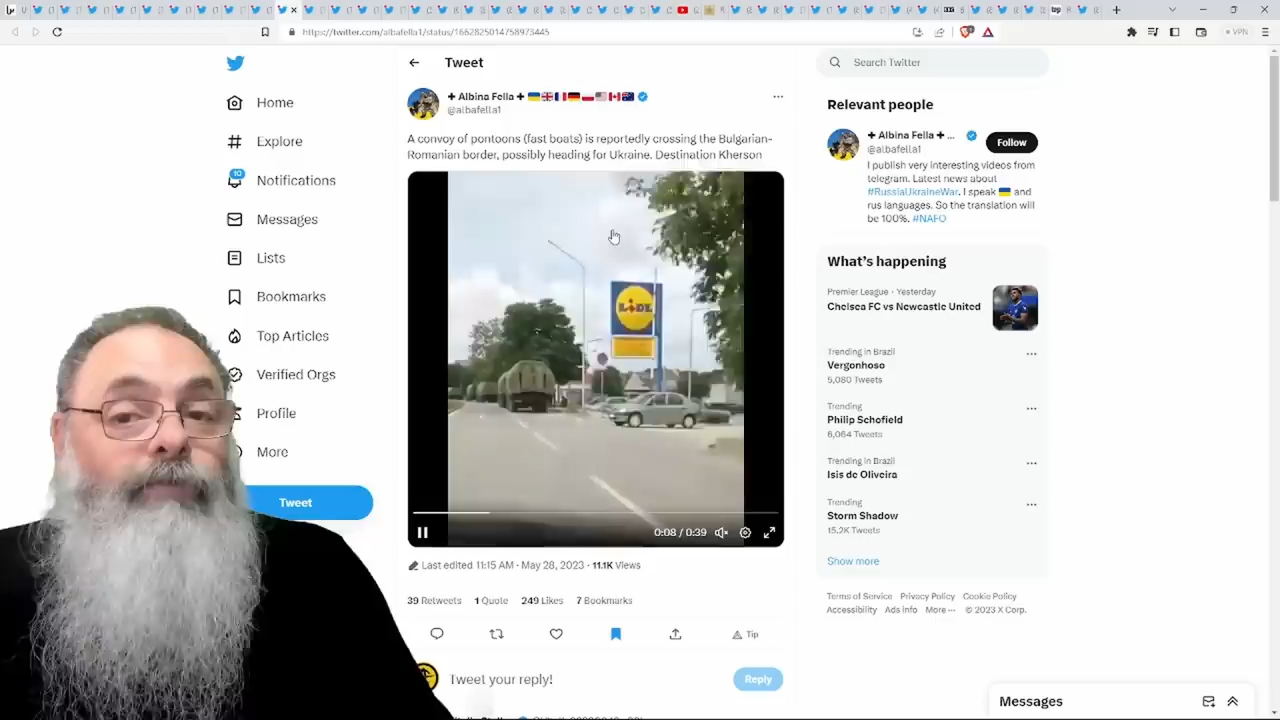 https://twitter.com/albafella1/status/1662825014758973445
VPN
Home
Explore
10
Notifications
Messages
Lists
Bookmarks
Top Articles
Verified Orgs
Profile
More
Tweet
Tweet
Albina Fella
@albafella1
A convoy of pontoons (fast boats) is reportedly crossing the Bulgarian-
Romanian border, possibly heading for Ukraine. Destination Kherson
LIDL
0:08 / 0:39
Last edited 11:15 AM · May 28, 2023 · 11.1K Views
39 Retweets 1 Quote 249 Likes 7 Bookmarks
Tip
Tweet your reply!
Reply
Search Twitter
Relevant people
Albina Fella ...
@albafella1
Follow
I publish very interesting videos from
telegram. Latest news about
#RussiaUkraineWar. I speak and
rus languages. So the translation will
be 100%. #NAFO
What's happening
Premier League · Yesterday
Chelsea FC vs Newcastle United
Trending in Brazil
Vergonhoso
5,080 Tweets
Trending
Philip Schofield
6,064 Tweets
Trending in Brazil
Isis de Oliveira
Trending
Storm Shadow
15.2K Tweets
Show more
Terms of Service Privacy Policy Cookie Policy
Accessibility Ads info More ··· © 2023 X Corp.
Messages